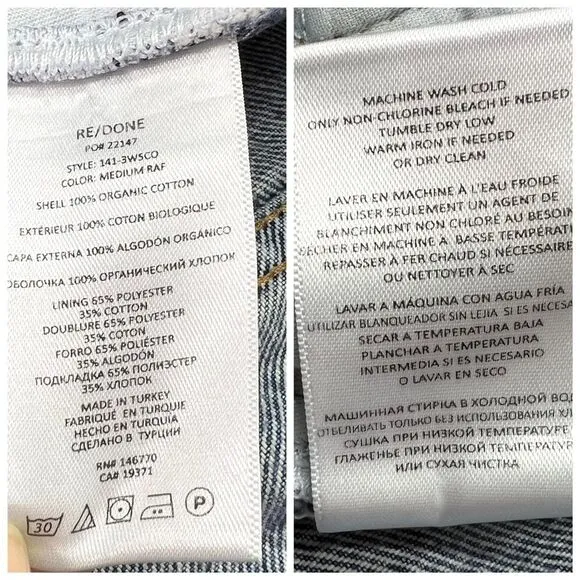 RE/DONE
PO# 22147
STYLE: 141-3W5CO
COLOR: MEDIUM RAF
SHELL 100% ORGANIC COTTON
EXTÉRIEUR 100% COTON BIOLOGIQUE
CAPA EXTERNA 100% ALGODÓN ORGÁNICO
ОБОЛОЧКА 100% ОРГАНИЧЕСКИЙ ХЛОПОК
LINING 65% POLYESTER
35% COTTON
DOUBLURE 65% POLYESTER
35% COTON
FORRO 65% POLIÉSTER
35% ALGODÓN
ПОДКЛАДКА 65% ПОЛИЭСТЕР
35% ХЛОПОК
MADE IN TURKEY
FABRIQUÉ EN TURQUIE
HECHO EN TURQUÍA
СДЕЛАНО В ТУРЦИИ
RN# 146770
CA# 19371
30
P
MACHINE WASH COLD
ONLY NON-CHLORINE BLEACH IF NEEDED
TUMBLE DRY LOW
WARM IRON IF NEEDED
OR DRY CLEAN
LAVER EN MACHINE À L'EAU FROIDE
UTILISER SEULEMENT UN AGENT DE
BLANCHIMENT NON CHLORÉ AU BESOIN
SÉCHER EN MACHINE À BASSE TEMPÉRATU
REPASSER À FER CHAUD SI NÉCESSAIRE
OU NETTOYER À SEC
LAVAR A MÁQUINA CON AGUA FRÍA
UTILIZAR BLANQUEADOR SIN LEJIA SI ES NECESA
SECAR A TEMPERATURA BAJA
PLANCHAR A TEMPERATURA
INTERMEDIA SI ES NECESARIO
O LAVAR EN SECO
МАШИННАЯ СТИРКА В ХОЛОДНОЙ ВОД
ОТБЕЛИВАТЬ ТОЛЬКО БЕЗ ИСПОЛЬЗОВАНИЯ ХЛ
СУШКА ПРИ НИЗКОЙ ТЕМПЕРАТУРЕ
ГЛАЖЕНЬЕ ПРИ НИЗКОЙ ТЕМПЕРАТУР
ИЛИ СУХАЯ ЧИСТКА